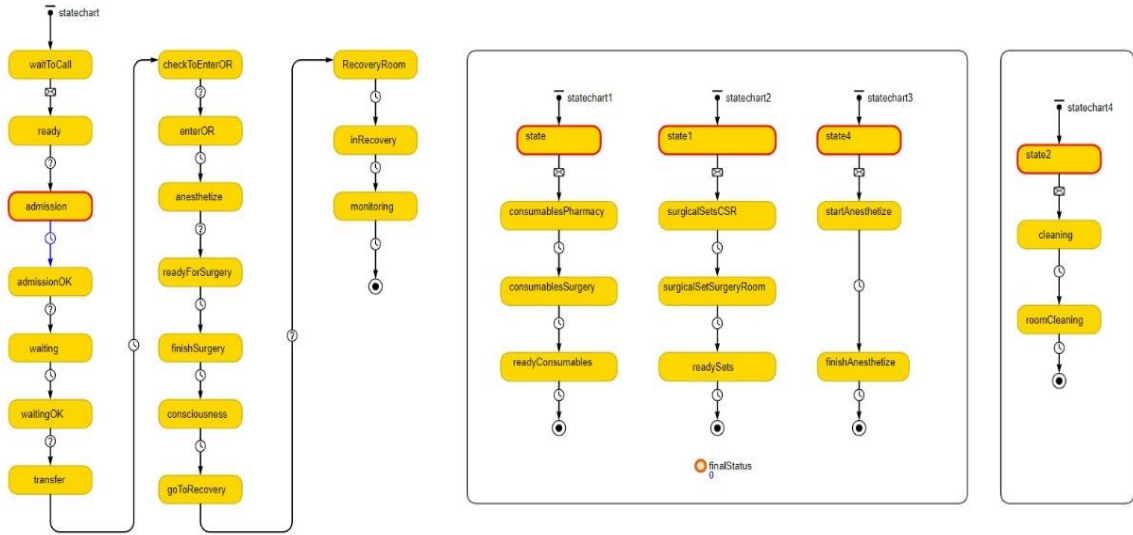 statechart
waitToCall
ready
admission
admissionOK
waiting
waitingOK
transfer
checkToEnterOR
enterOR
anesthetize
readyForSurgery
finishSurgery
consciousness
goToRecovery
RecoveryRoom
inRecovery
monitoring
statechart1
state
consumablesPharmacy
consumablesSurgery
readyConsumables
statechart2
state1
surgicalSetsCSR
surgicalSetSurgeryRoom
readySets
statechart3
state4
startAnesthetize
finishAnesthetize
finalStatus
0
statechart4
state2
cleaning
roomCleaning